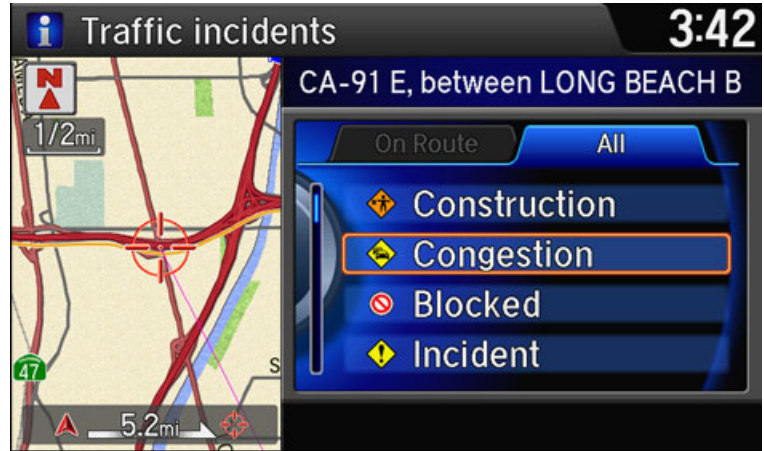 Traffic incidents
3:42
CA-91 E, between LONG BEACH B
N
1/2mi
On Route
All
Construction
Congestion
Blocked
Incident
47
S
5.2mi